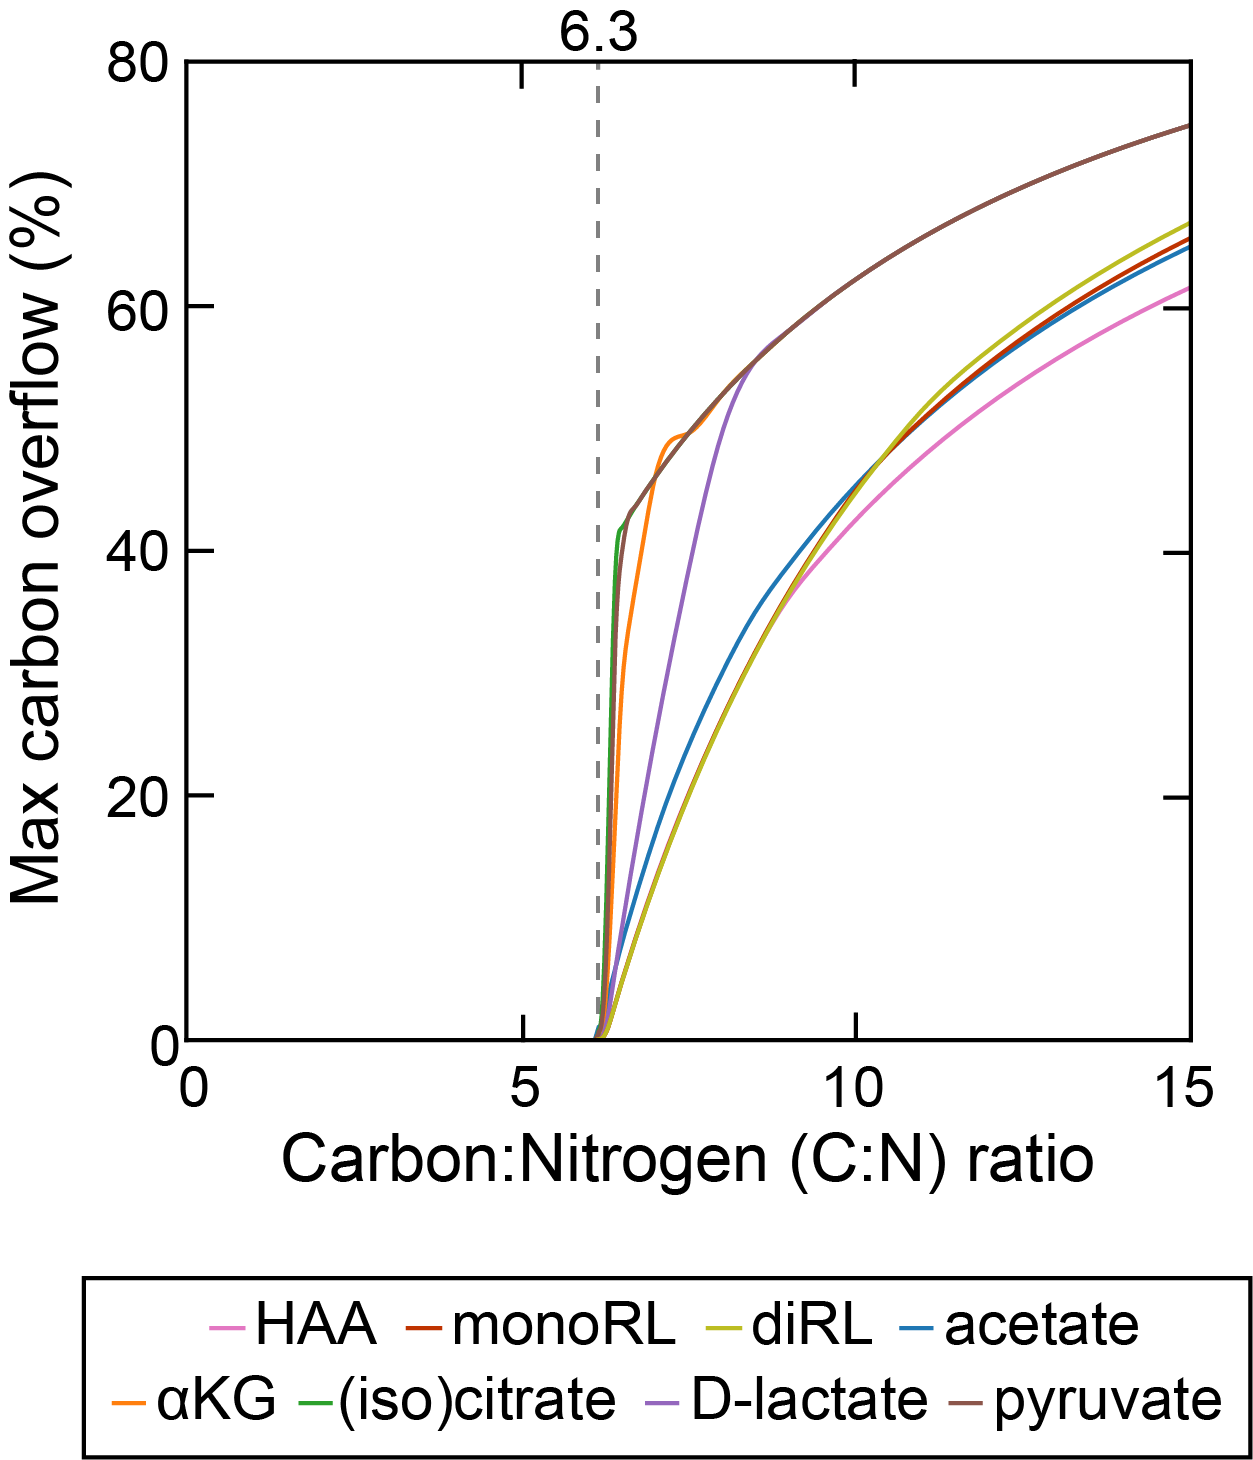 6.3
80
60
40
20
0
0 5 10 15
Max carbon overflow (%)
Carbon:Nitrogen (C:N) ratio
HAA monoRL diRL acetate
αKG (iso)citrate D-lactate pyruvate